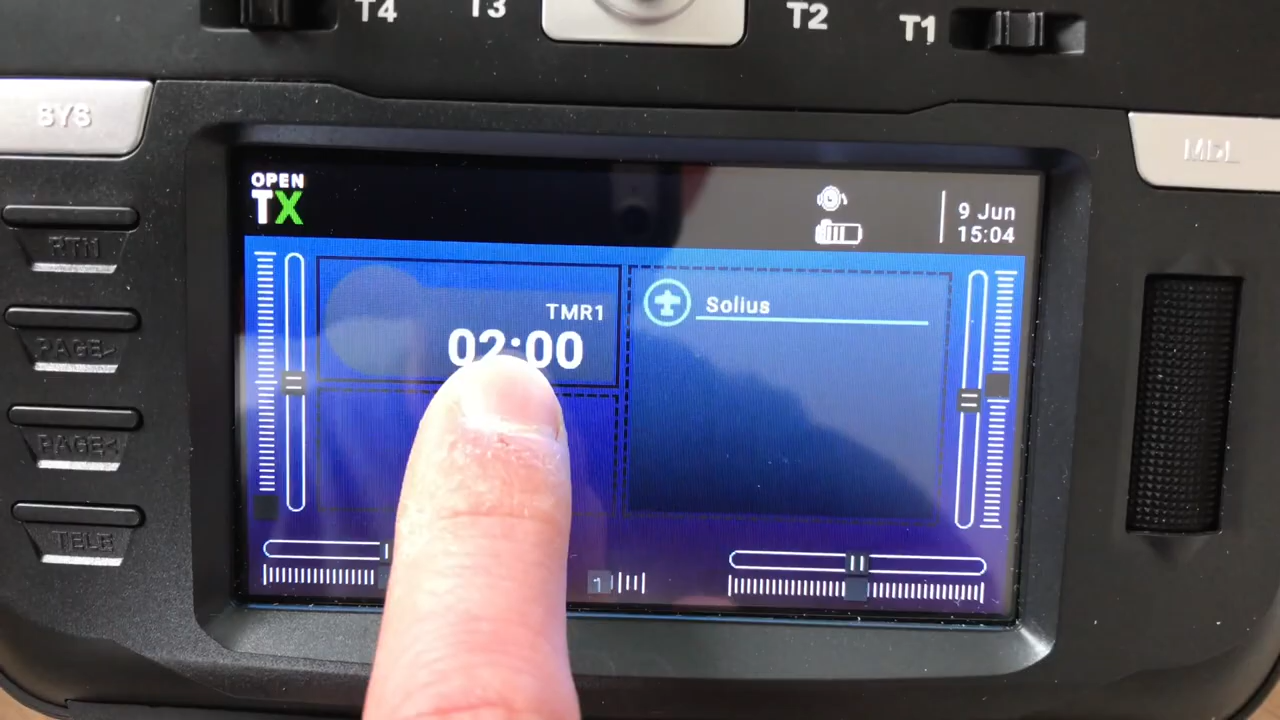 T4
T3
T2
T1
SYS
MDL
OPEN
TX
9 Jun
15:04
RTN
PAGE>
PAGE<
TELE
TMR1
02:00
Solius
1